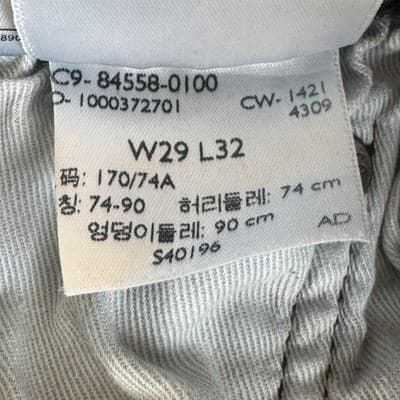 C9- 84558-0100
O- 1000372701
CW- 1421
4309
W29 L32
码: 170/74A
칭: 74-90 허리둘레: 74 cm
엉덩이둘레: 90 cm
S40196
AD